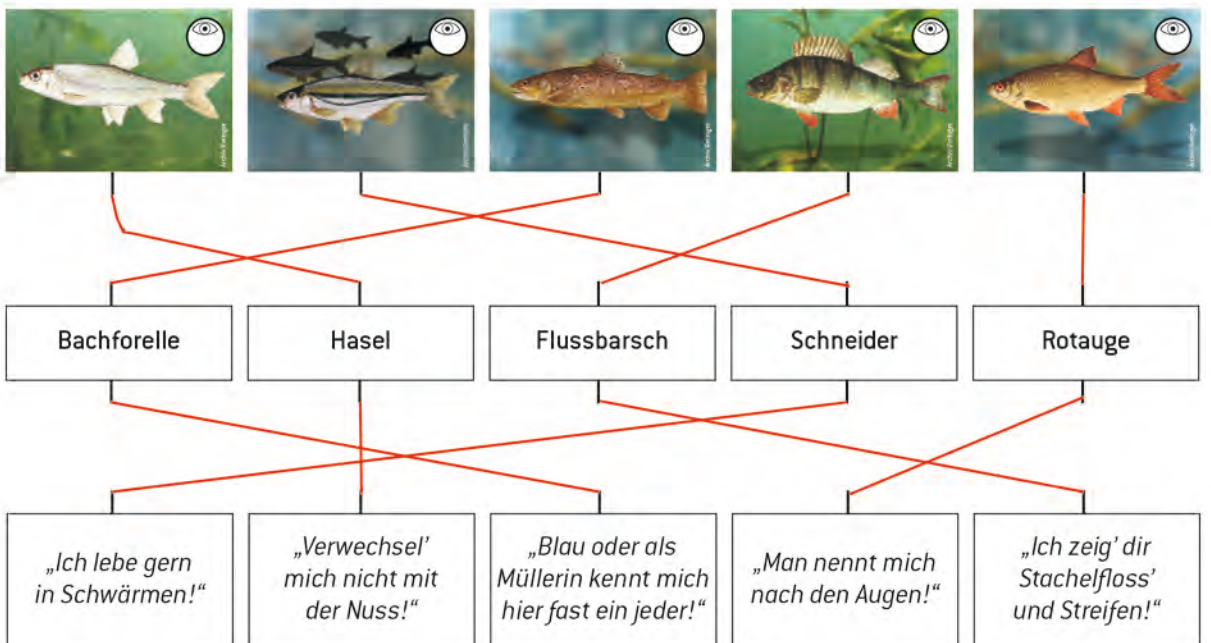 Bachforelle
Hasel
Flussbarsch
Schneider
Rotauge
„Ich lebe gern
in Schwärmen!“
„Verwechsel’
mich nicht mit
der Nuss!“
„Blau oder als
Müllerin kennt mich
hier fast ein jeder!“
„Man nennt mich
nach den Augen!“
„Ich zeig’ dir
Stachelfloss’
und Streifen!“